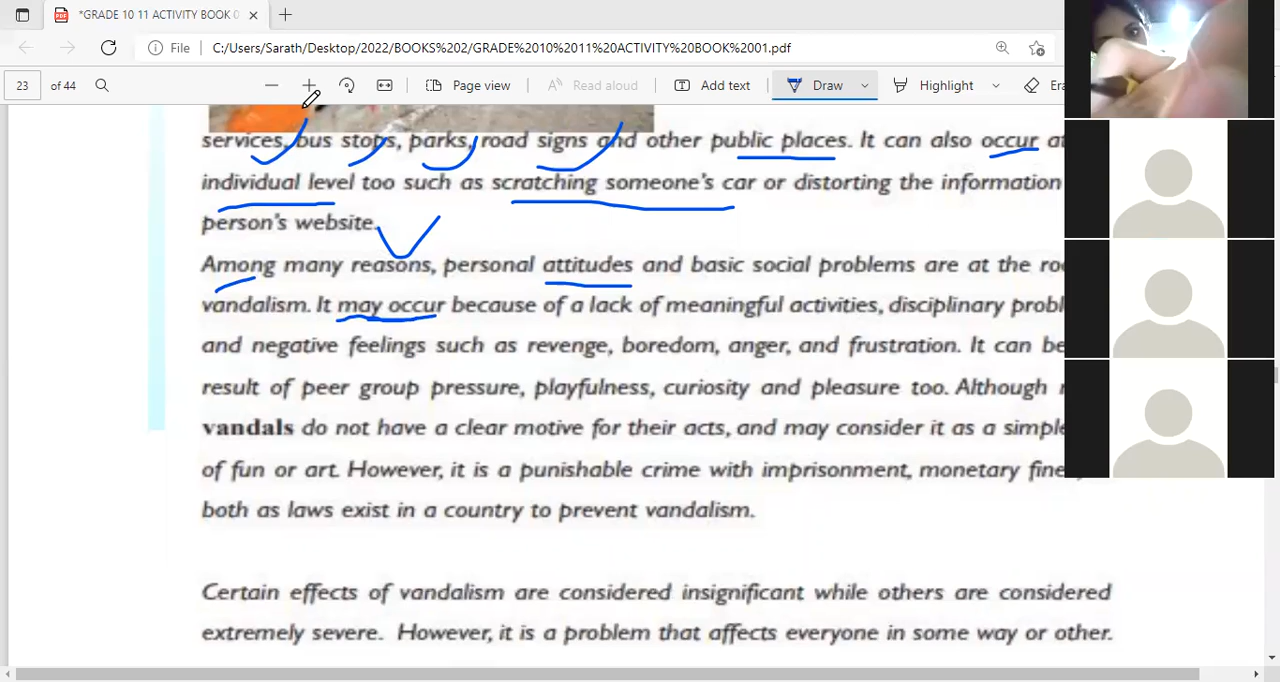 *GRADE 10 11 ACTIVITY BOOK 0
File C:/Users/Sarath/Desktop/2022/BOOKS%202/GRADE%2010%2011%20ACTIVITY%20BOOK%2001.pdf
23 of 44 Page view Read aloud Add text Draw Highlight
services, bus stops, parks, road signs and other public places. It can also occur at
individual level too such as scratching someone's car or distorting the information
person's website.
Among many reasons, personal attitudes and basic social problems are at the
vandalism. It may occur because of a lack of meaningful activities, disciplinary
and negative feelings such as revenge, boredom, anger, and frustration. It can be
result of peer group pressure, playfulness, curiosity and pleasure too. Although
vandals do not have a clear motive for their acts, and may consider it as a simple
of fun or art. However, it is a punishable crime with imprisonment, monetary
both as laws exist in a country to prevent vandalism.
Certain effects of vandalism are considered insignificant while others are considered
extremely severe. However, it is a problem that affects everyone in some way or other.